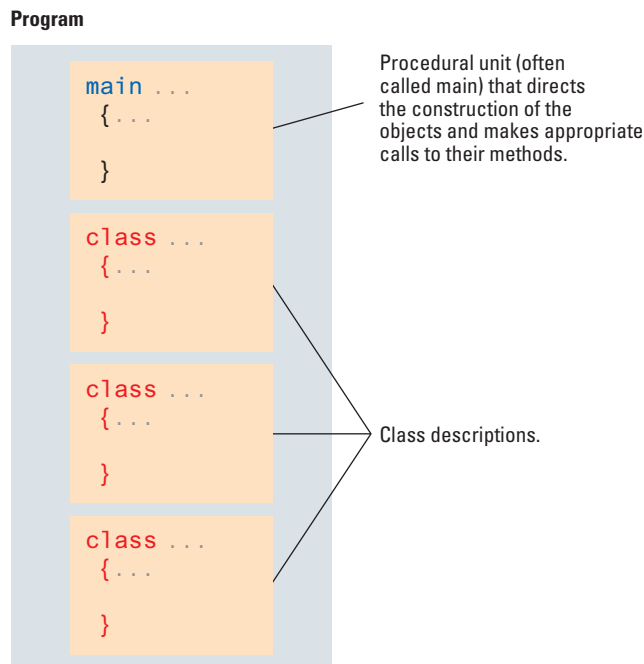 Program
main ...
{...
}
Procedural unit (often
called main) that directs
the construction of the
objects and makes appropriate
calls to their methods.
class ...
{...
}
class ...
{...
}
class ...
{...
}
Class descriptions.